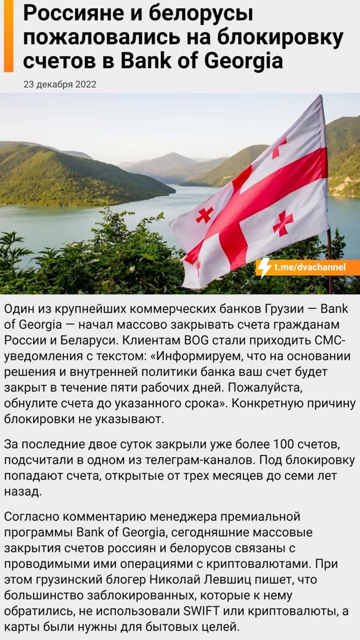 Россияне и белорусы
пожаловались на блокировку
счетов в Bank of Georgia
23 декабря 2022
t.me/dvachannel
Один из крупнейших коммерческих банков Грузии — Bank
of Georgia — начал массово закрывать счета гражданам
России и Беларуси. Клиентам BOG стали приходить СМС-
уведомления с текстом: «Информируем, что на основании
решения и внутренней политики банка ваш счет будет
закрыт в течение пяти рабочих дней. Пожалуйста,
обнулите счета до указанного срока». Конкретную причину
блокировки не указывают.
За последние двое суток закрыли уже более 100 счетов,
подсчитали в одном из телеграм-каналов. Под блокировку
попадают счета, открытые от трех месяцев до семи лет
назад.
Согласно комментарию менеджера премиальной
программы Bank of Georgia, сегодняшние массовые
закрытия счетов россиян и белорусов связаны с
проводимыми ими операциями с криптовалютами. При
этом грузинский блогер Николай Левшиц пишет, что
большинство заблокированных, которые к нему
обратились, не использовали SWIFT или криптовалюты, а
карты были нужны для бытовых целей.